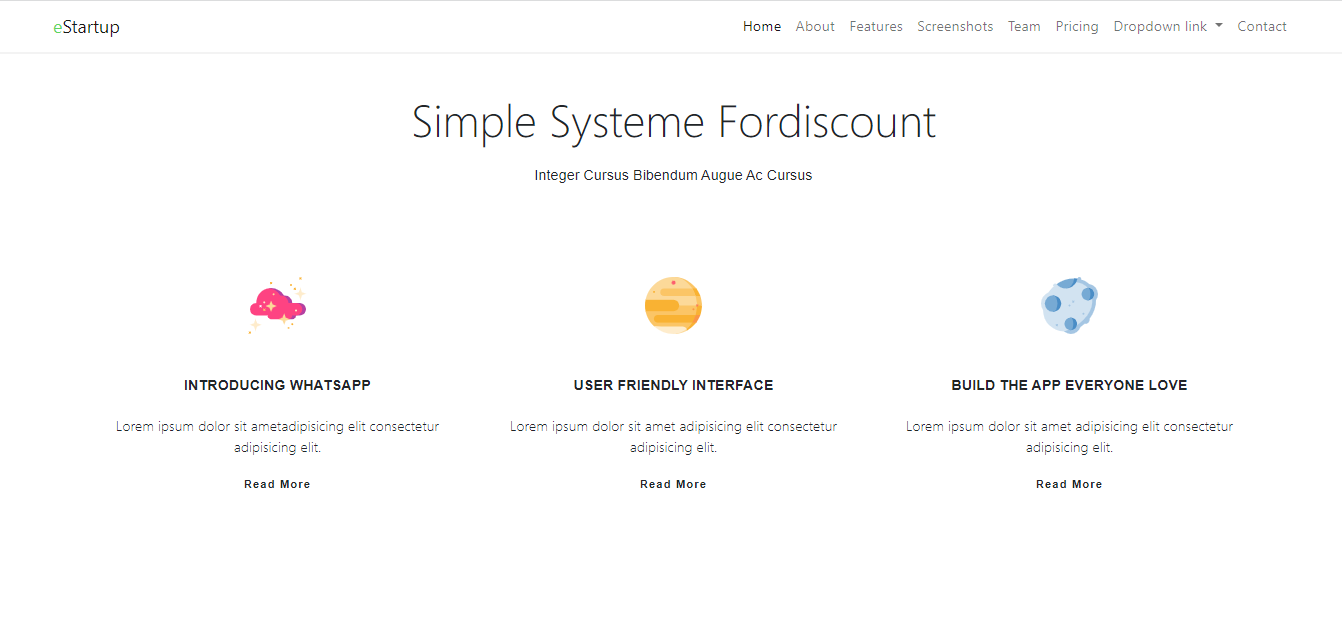 eStartup Home About Features Screenshots Team Pricing Dropdown link Contact
Simple Systeme Fordiscount
Integer Cursus Bibendum Augue Ac Cursus
INTRODUCING WHATSAPP
Lorem ipsum dolor sit ametadipisicing elit consectetur
adipisicing elit.
Read More
USER FRIENDLY INTERFACE
Lorem ipsum dolor sit amet adipisicing elit consectetur
adipisicing elit.
Read More
BUILD THE APP EVERYONE LOVE
Lorem ipsum dolor sit amet adipisicing elit consectetur
adipisicing elit.
Read More